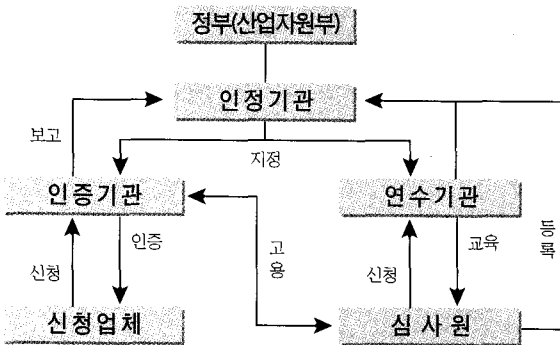 정부(산업자원부)
인정기관
보고
지정
인증기관
연수기관
인증
고용
교육
등록
신청
신청
신청업체
심사원